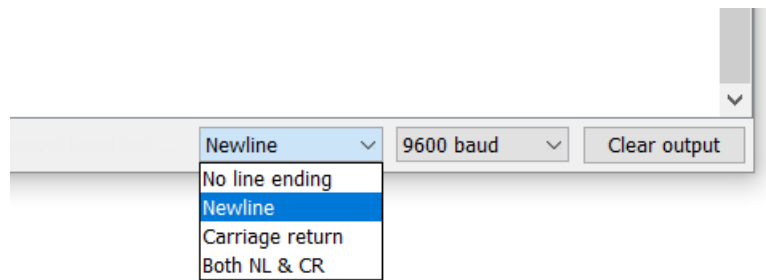 Newline 9600 baud Clear output
No line ending
Newline
Carriage return
Both NL & CR